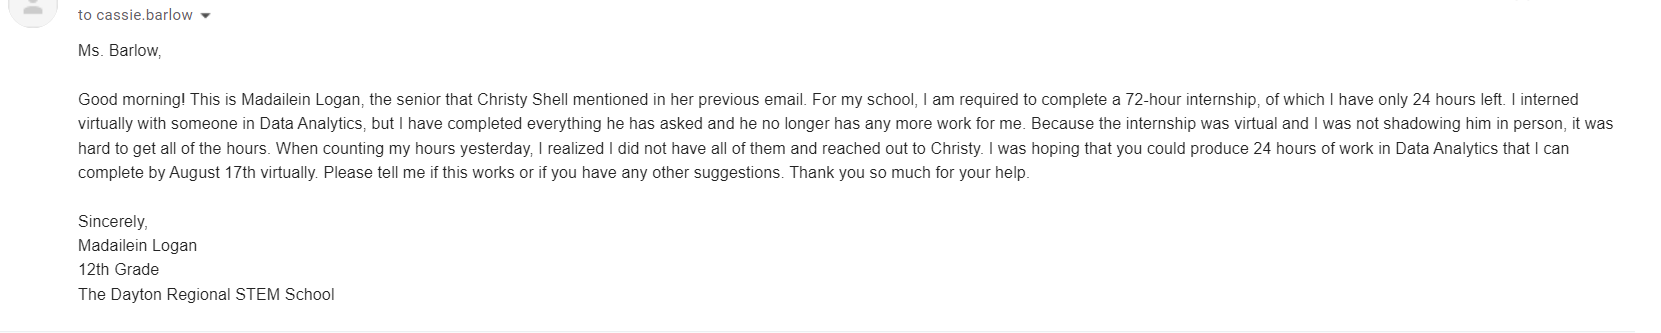 to cassie.barlow
Ms. Barlow,
Good morning! This is Madailein Logan, the senior that Christy Shell mentioned in her previous email. For my school, I am required to complete a 72-hour internship, of which I have only 24 hours left. I interned
virtually with someone in Data Analytics, but I have completed everything he has asked and he no longer has any more work for me. Because the internship was virtual and I was not shadowing him in person, it was
hard to get all of the hours. When counting my hours yesterday, I realized I did not have all of them and reached out to Christy. I was hoping that you could produce 24 hours of work in Data Analytics that I can
complete by August 17th virtually. Please tell me if this works or if you have any other suggestions. Thank you so much for your help.
Sincerely,
Madailein Logan
12th Grade
The Dayton Regional STEM School